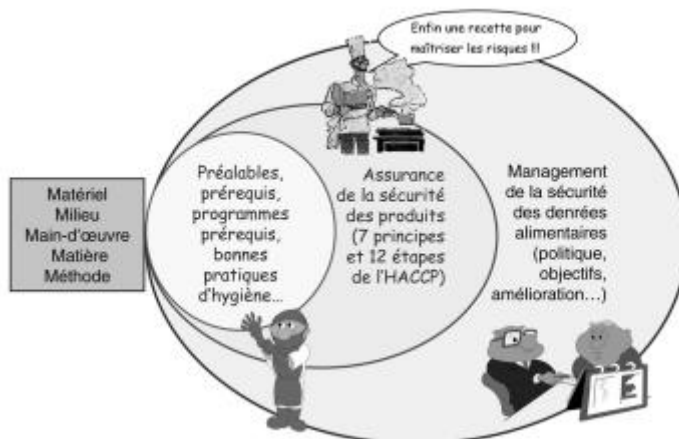 Enfin une recette pour
maîtriser les risques !!!
Matériel
Milieu
Main-d'œuvre
Matière
Méthode
Préalables,
prérequis,
programmes
prérequis,
bonnes
pratiques
d'hygiène...
Assurance
de la sécurité
des produits
(7 principes
et 12 étapes
de l'HACCP)
Management
de la sécurité
des denrées
alimentaires
(politique,
objectifs,
amélioration...)
E